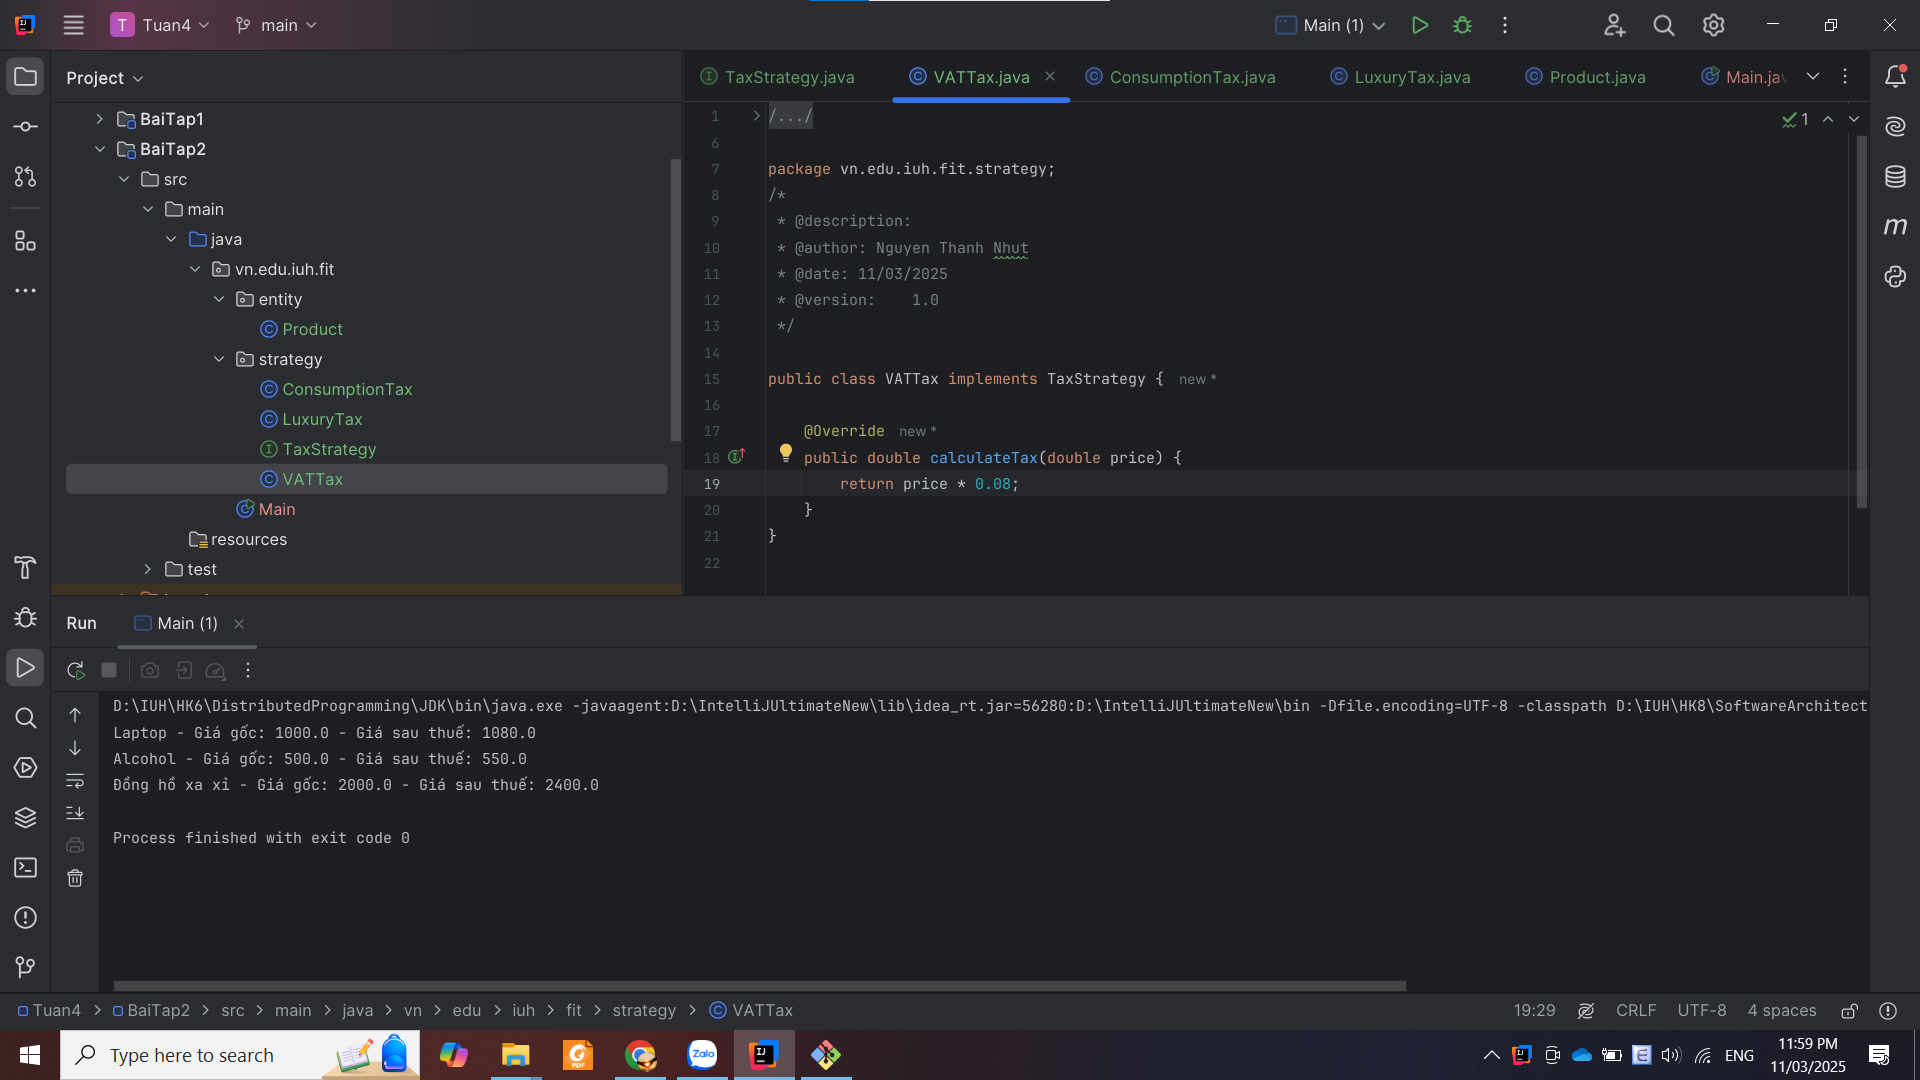 T Tuan4 main Main (1)
Project
TaxStrategy.java VATTax.java ConsumptionTax.java LuxuryTax.java Product.java Main.jav
BaiTap1
BaiTap2
src
main
java
vn.edu.iuh.fit
entity
Product
strategy
ConsumptionTax
LuxuryTax
TaxStrategy
VATTax
Main
resources
test
1 /.../
1
6
7 package vn.edu.iuh.fit.strategy;
8 /*
9 * @description:
10 * @author: Nguyen Thanh Nhut
11 * @date: 11/03/2025
12 * @version: 1.0
13 */
14
15 public class VATTax implements TaxStrategy { new *
16
17 @Override new *
18 public double calculateTax(double price) {
19 return price * 0.08;
20 }
21 }
22
Run Main (1)
D:\IUH\HK6\DistributedProgramming\JDK\bin\java.exe -javaagent:D:\IntelliJUltimateNew\lib\idea_rt.jar=56280:D:\IntelliJUltimateNew\bin -Dfile.encoding=UTF-8 -classpath D:\IUH\HK8\SoftwareArchitect
Laptop - Giá gốc: 1000.0 - Giá sau thuế: 1080.0
Alcohol - Giá gốc: 500.0 - Giá sau thuế: 550.0
Đồng hồ xa xỉ - Giá gốc: 2000.0 - Giá sau thuế: 2400.0
Process finished with exit code 0
Tuan4 > BaiTap2 > src > main > java > vn > edu > iuh > fit > strategy > VATTax
19:29 CRLF UTF-8 4 spaces
Type here to search
Zalo
ENG
11:59 PM
11/03/2025